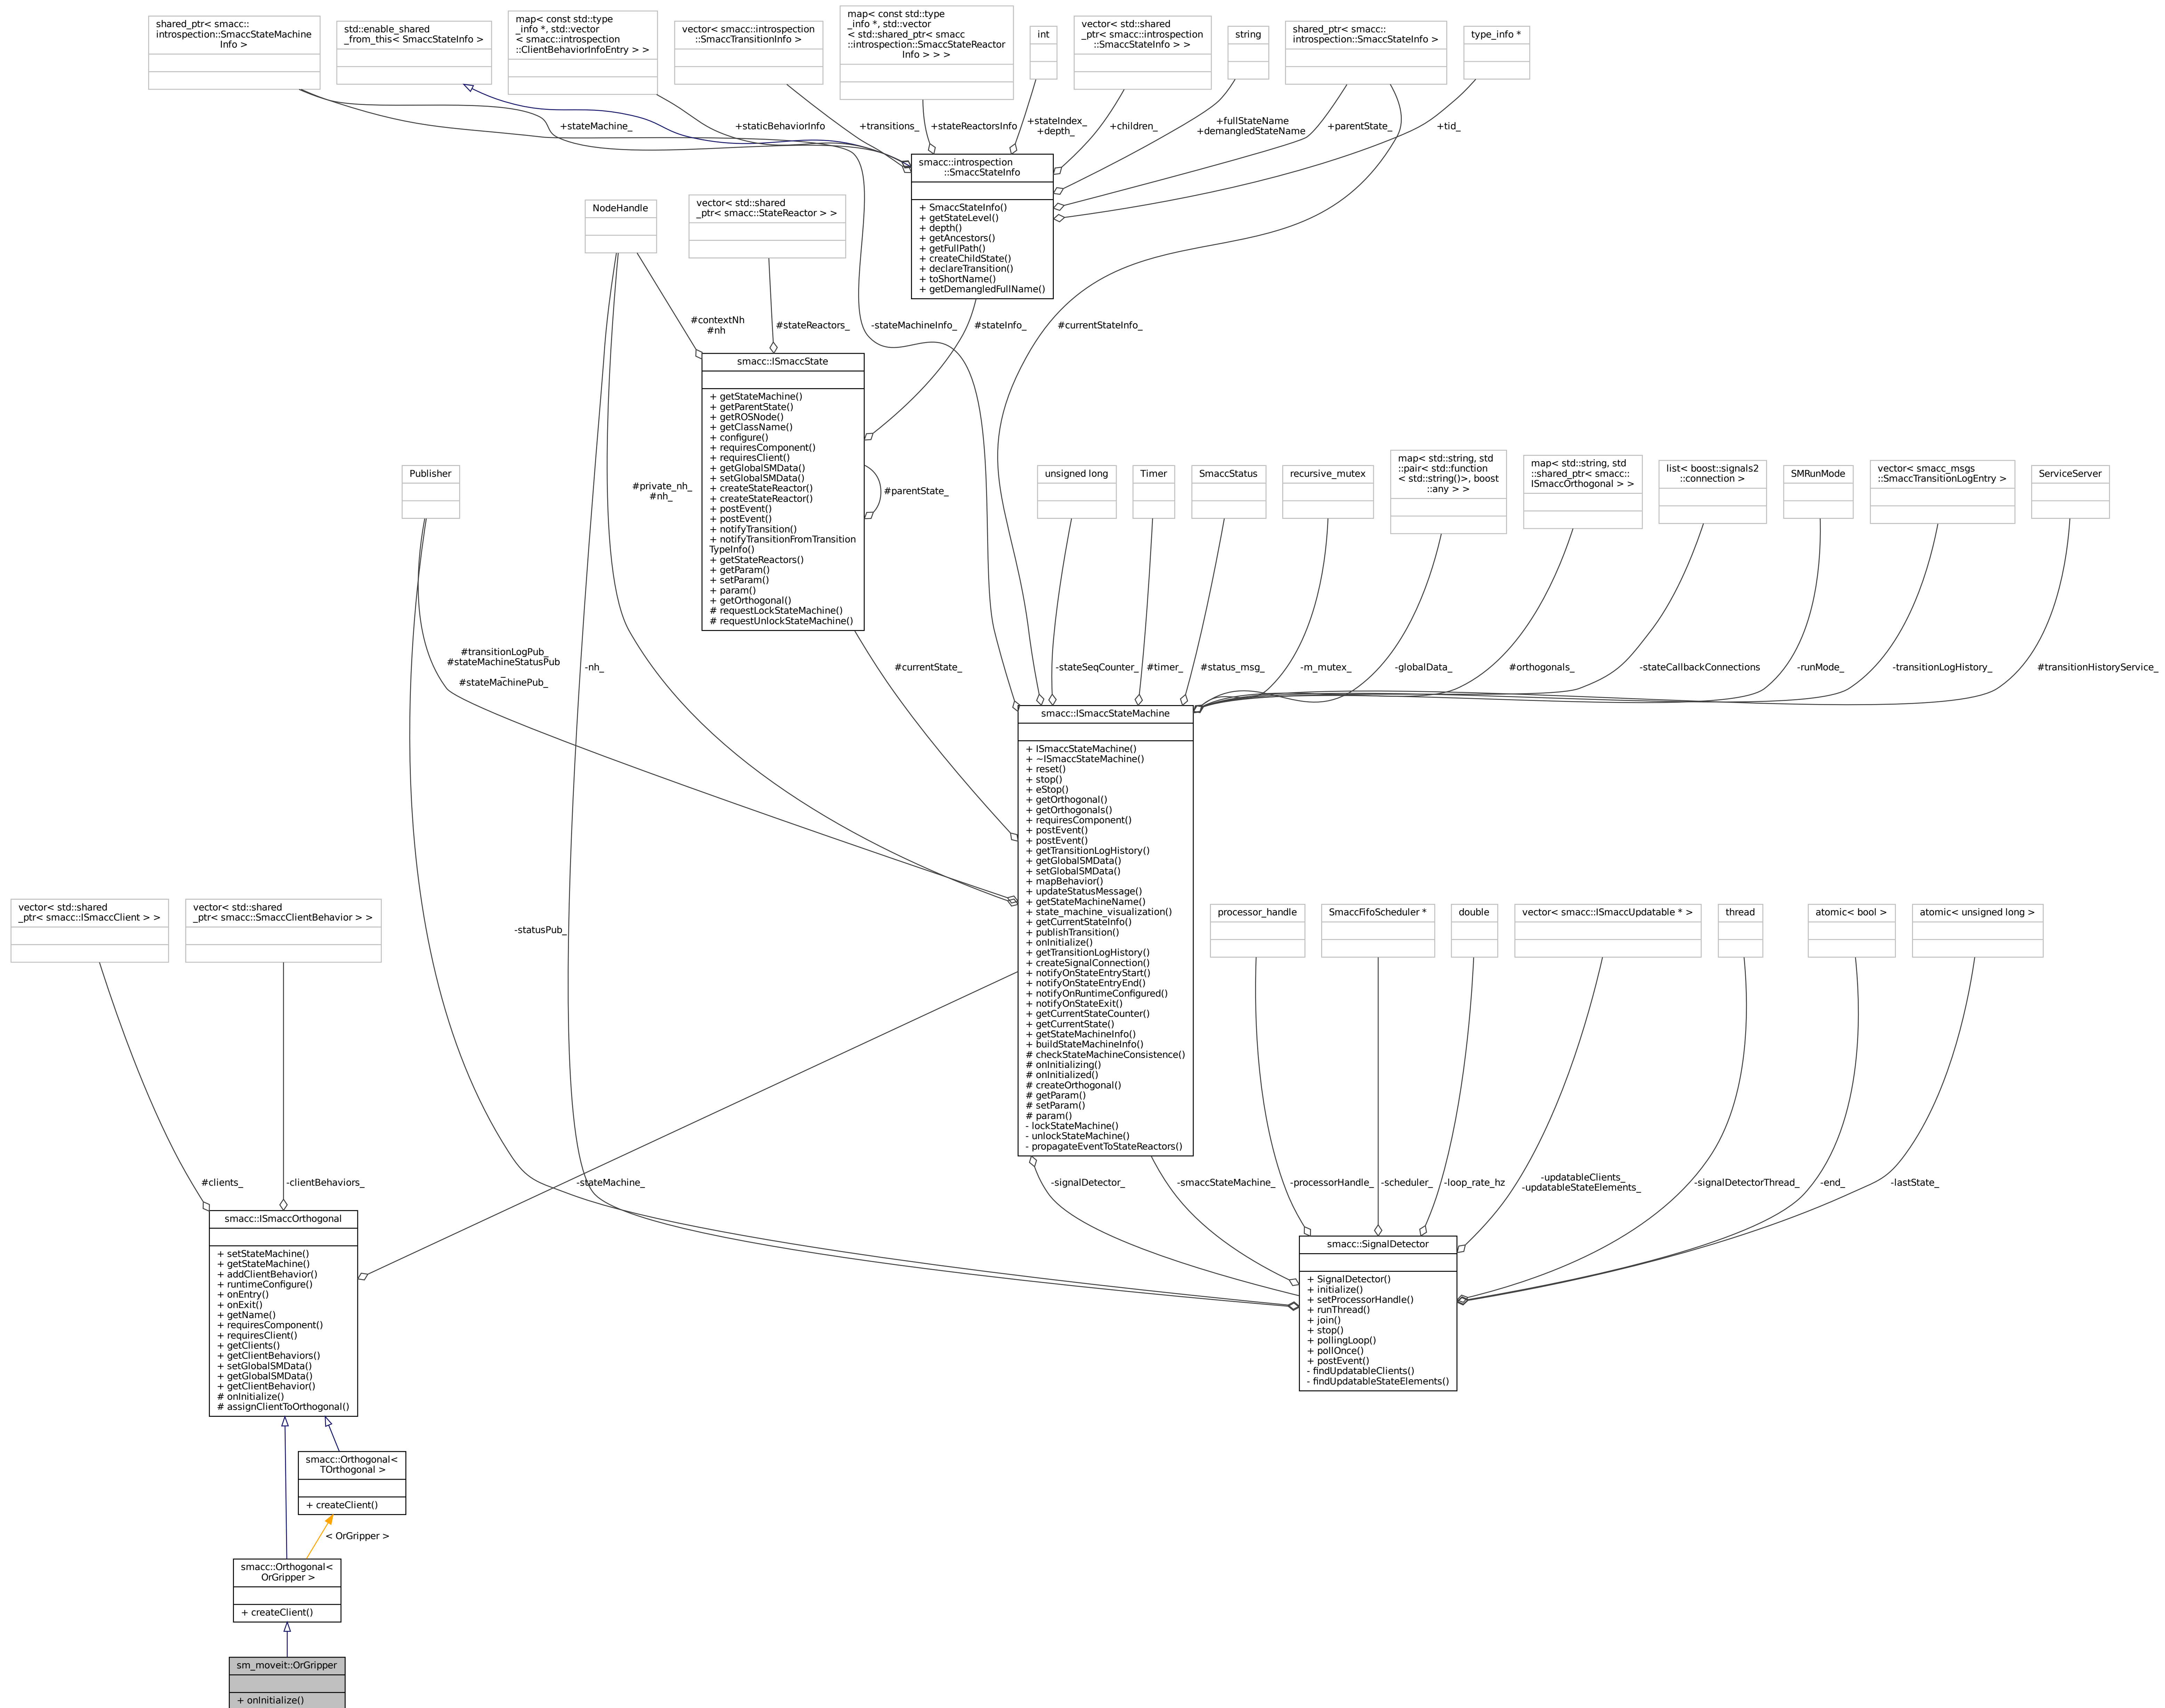 shared_ptr< smacc::
introspection::SmaccStateMachine
Info >
std::enable_shared
_from_this< SmaccStateInfo >
map< const std::type
_info *, std::vector
< smacc::introspection
::ClientBehaviorInfoEntry > >
vector< smacc::introspection
::SmaccTransitionInfo >
map< const std::type
_info *, std::vector
< std::shared_ptr< smacc
::introspection::SmaccStateReactor
Info > > >
int
vector< std::shared
_ptr< smacc::introspection
::SmaccStateInfo > >
string
shared_ptr< smacc::
introspection::SmaccStateInfo >
type_info *
+stateMachine_
+staticBehaviorInfo
+transitions_
+stateReactorsInfo
+stateIndex_
+depth_
+children_
+fullStateName
+demangledStateName
+parentState_
+tid_
smacc::introspection
::SmaccStateInfo
+ SmaccStateInfo()
+ getStateLevel()
+ depth()
+ getAncestors()
+ getFullPath()
+ createChildState()
+ declareTransition()
+ toShortName()
+ getDemangledFullName()
NodeHandle
vector< std::shared
_ptr< smacc::StateReactor > >
#contextNh
#nh
#stateReactors_
-stateMachineInfo_
#stateInfo_
#currentStateInfo_
smacc::ISmaccState
+ getStateMachine()
+ getParentState()
+ getROSNode()
+ getClassName()
+ configure()
+ requiresComponent()
+ requiresClient()
+ getGlobalSMData()
+ setGlobalSMData()
+ createStateReactor()
+ createStateReactor()
+ postEvent()
+ postEvent()
+ notifyTransition()
+ notifyTransitionFromTransition
TypeInfo()
+ getStateReactors()
+ getParam()
+ setParam()
+ param()
+ getOrthogonal()
# requestLockStateMachine()
# requestUnlockStateMachine()
#parentState_
Publisher
#private_nh_
#nh_
unsigned long
Timer
SmaccStatus
recursive_mutex
map< std::string, std
::pair< std::function
< std::string()>, boost
::any > >
map< std::string, std
::shared_ptr< smacc::
ISmaccOrthogonal > >
list< boost::signals2
::connection >
SMRunMode
vector< smacc_msgs
::SmaccTransitionLogEntry >
ServiceServer
#transitionLogPub_
#stateMachineStatusPub
_
#stateMachinePub_
-nh_
#currentState_
-stateSeqCounter_
#timer_
#status_msg_
-m_mutex_
-globalData_
#orthogonals_
-stateCallbackConnections
-runMode_
-transitionLogHistory_
#transitionHistoryService_
smacc::ISmaccStateMachine
+ ISmaccStateMachine()
+ ~ISmaccStateMachine()
+ reset()
+ stop()
+ eStop()
+ getOrthogonal()
+ getOrthogonals()
+ requiresComponent()
+ postEvent()
+ postEvent()
+ getTransitionLogHistory()
+ getGlobalSMData()
+ setGlobalSMData()
+ mapBehavior()
+ updateStatusMessage()
+ getStateMachineName()
+ state_machine_visualization()
+ getCurrentStateInfo()
+ publishTransition()
+ onInitialize()
+ getTransitionLogHistory()
+ createSignalConnection()
+ notifyOnStateEntryStart()
+ notifyOnStateEntryEnd()
+ notifyOnRuntimeConfigured()
+ notifyOnStateExit()
+ getCurrentStateCounter()
+ getCurrentState()
+ getStateMachineInfo()
+ buildStateMachineInfo()
# checkStateMachineConsistence()
# onInitializing()
# onInitialized()
# createOrthogonal()
# getParam()
# setParam()
# param()
- lockStateMachine()
- unlockStateMachine()
- propagateEventToStateReactors()
vector< std::shared
_ptr< smacc::ISmaccClient > >
vector< std::shared
_ptr< smacc::SmaccClientBehavior > >
-statusPub_
processor_handle
SmaccFifoScheduler *
double
vector< smacc::ISmaccUpdatable * >
thread
atomic< bool >
atomic< unsigned long >
#clients_
-clientBehaviors_
-stateMachine_
-signalDetector_
-smaccStateMachine_
-processorHandle_
-scheduler_
-loop_rate_hz
-updatableClients_
-updatableStateElements_
-signalDetectorThread_
-end_
-lastState_
smacc::ISmaccOrthogonal
+ setStateMachine()
+ getStateMachine()
+ addClientBehavior()
+ runtimeConfigure()
+ onEntry()
+ onExit()
+ getName()
+ requiresComponent()
+ requiresClient()
+ getClients()
+ getClientBehaviors()
+ setGlobalSMData()
+ getGlobalSMData()
+ getClientBehavior()
# onInitialize()
# assignClientToOrthogonal()
smacc::SignalDetector
+ SignalDetector()
+ initialize()
+ setProcessorHandle()
+ runThread()
+ join()
+ stop()
+ pollingLoop()
+ pollOnce()
+ postEvent()
- findUpdatableClients()
- findUpdatableStateElements()
smacc::Orthogonal<
TOrthogonal >
+ createClient()
< OrGripper >
smacc::Orthogonal<
OrGripper >
+ createClient()
sm_moveit::OrGripper
+ onInitialize()